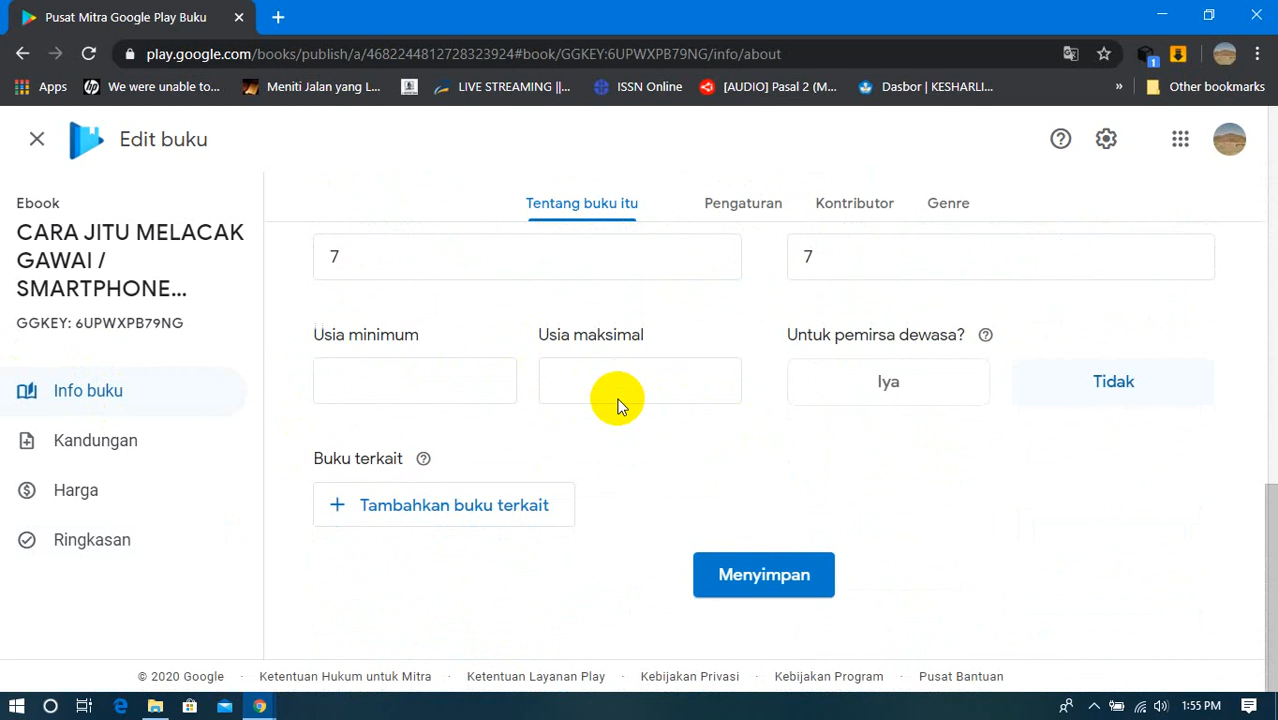 Pusat Mitra Google Play Buku
play.google.com/books/publish/a/4682244812728323924#book/GGKEY:6UPWXPB79NG/info/about
Apps
We were unable to...
Meniti Jalan yang L...
LIVE STREAMING ||...
ISSN Online
[AUDIO] Pasal 2 (M...
Dasbor | KESHARLI...
»
Other bookmarks
1
Edit buku
Ebook
CARA JITU MELACAK
GAWAI /
SMARTPHONE...
GGKEY: 6UPWXPB79NG
Info buku
Kandungan
Harga
Ringkasan
Tentang buku itu
Pengaturan
Kontributor
Genre
7
7
Usia minimum
Usia maksimal
Untuk pemirsa dewasa?
Iya
Tidak
Buku terkait
+ Tambahkan buku terkait
Menyimpan
© 2020 Google
Ketentuan Hukum untuk Mitra
Ketentuan Layanan Play
Kebijakan Privasi
Kebijakan Program
Pusat Bantuan
1:55 PM